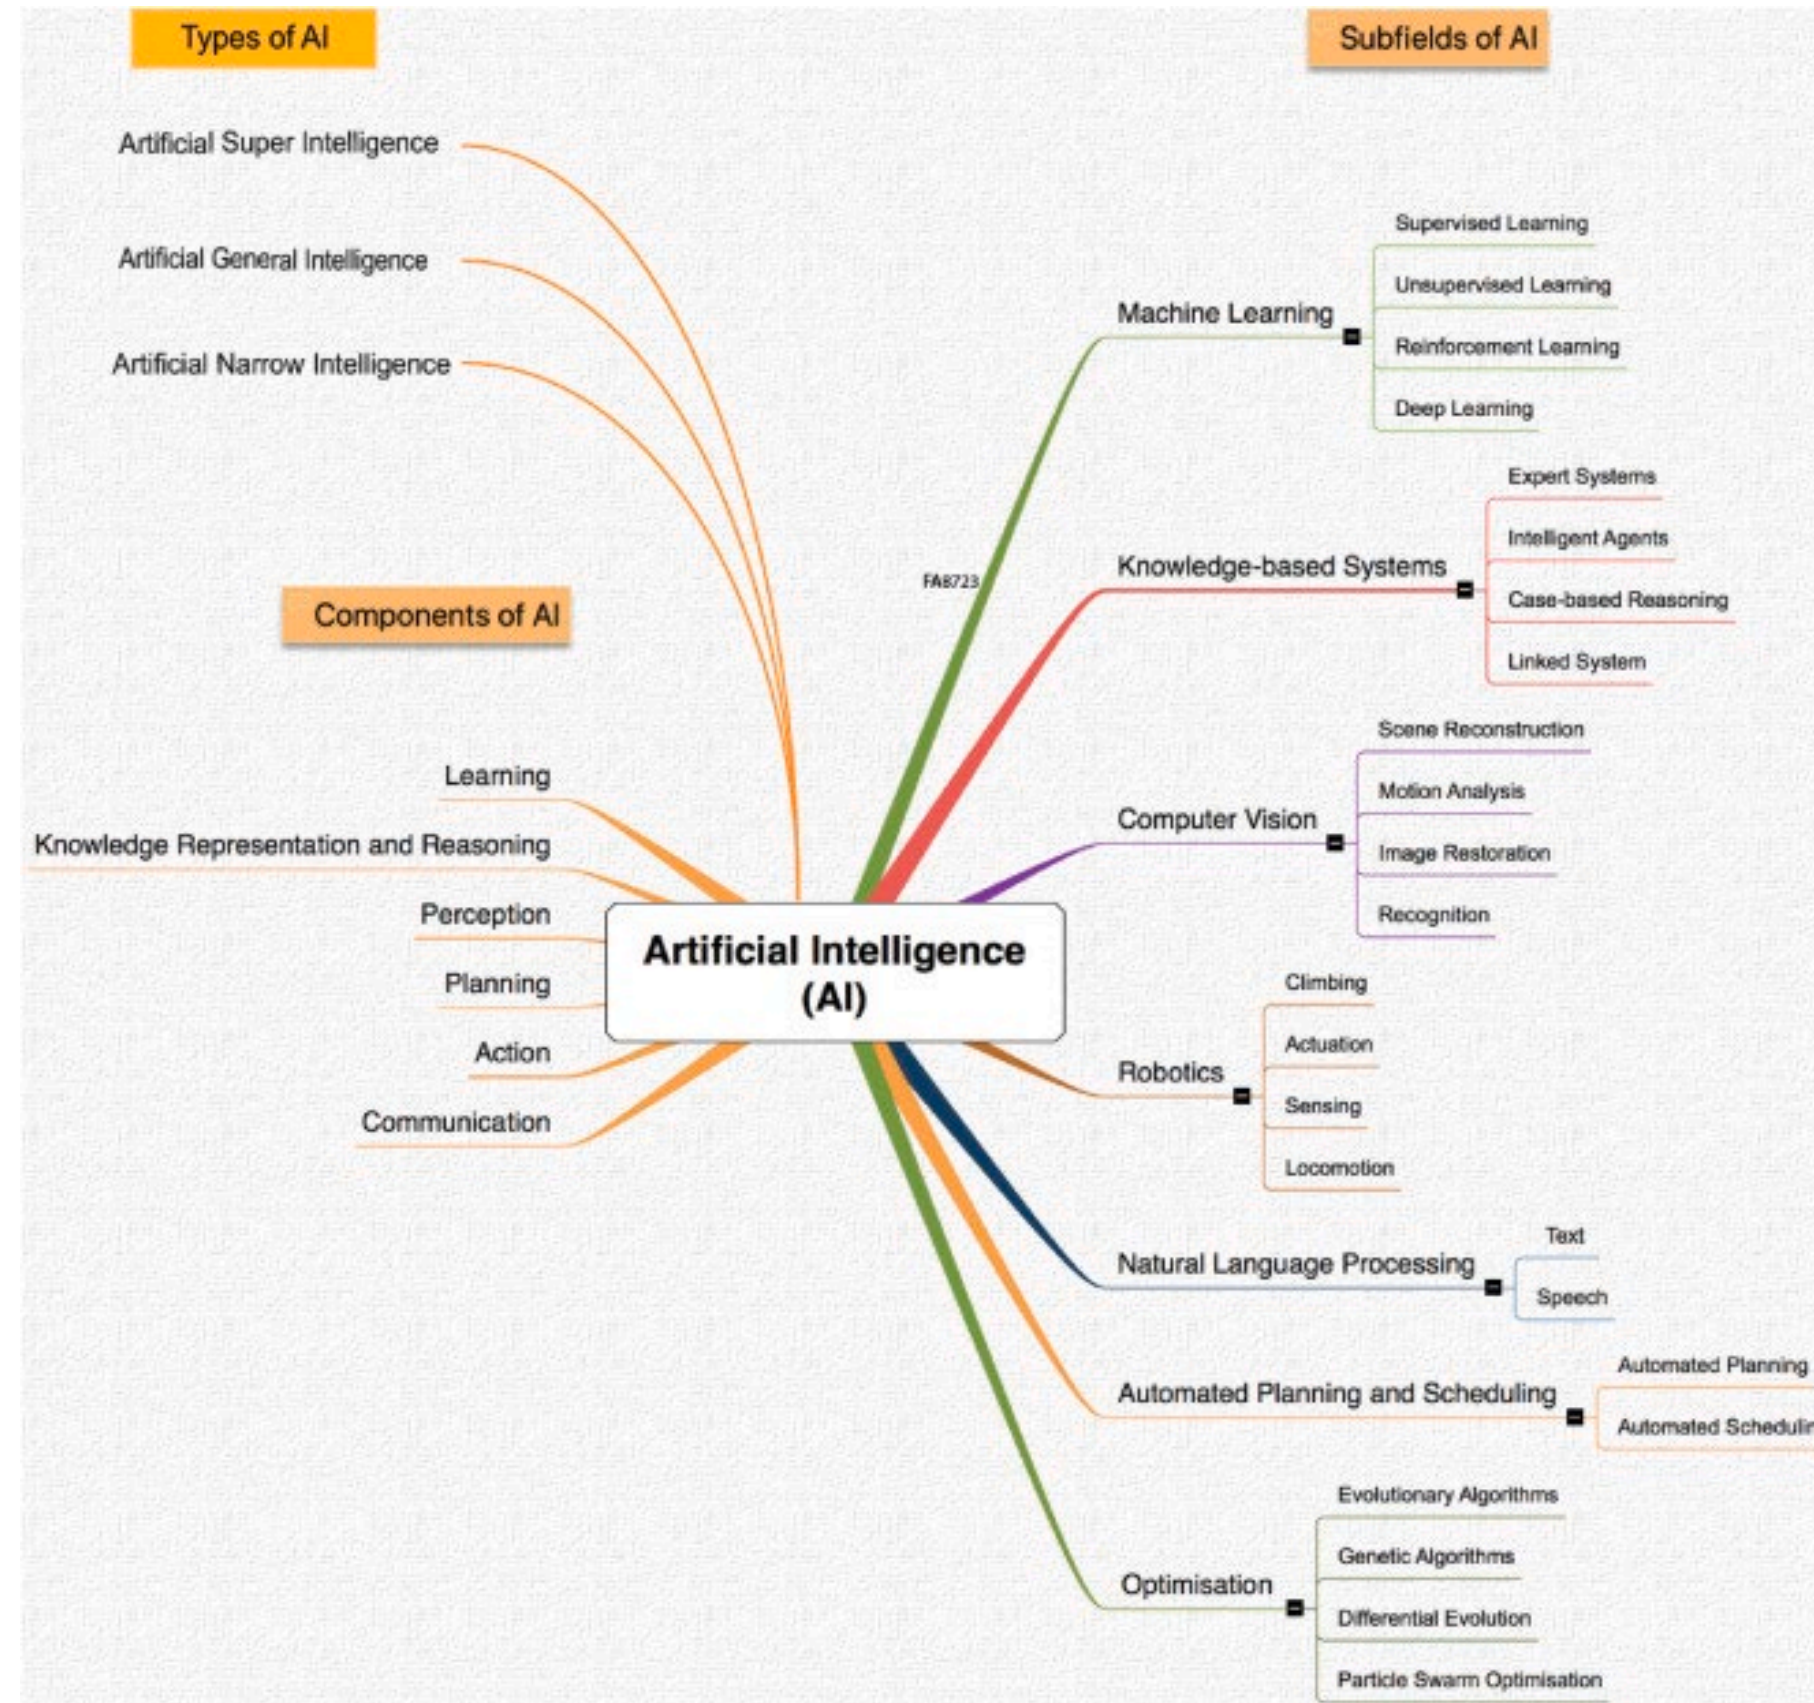 Types of AI
Artificial Super Intelligence
Artificial General Intelligence
Artificial Narrow Intelligence
Components of AI
Learning
Knowledge Representation and Reasoning
Perception
Planning
Action
Communication
Artificial Intelligence
(AI)
Subfields of AI
FA8723
Machine Learning
Supervised Learning
Unsupervised Learning
Reinforcement Learning
Deep Learning
Knowledge-based Systems
Expert Systems
Intelligent Agents
Case-based Reasoning
Linked System
Computer Vision
Scene Reconstruction
Motion Analysis
Image Restoration
Recognition
Robotics
Climbing
Actuation
Sensing
Locomotion
Natural Language Processing
Text
Speech
Automated Planning and Scheduling
Automated Planning
Automated Schedulin
Optimisation
Evolutionary Algorithms
Genetic Algorithms
Differential Evolution
Particle Swarm Optimisation